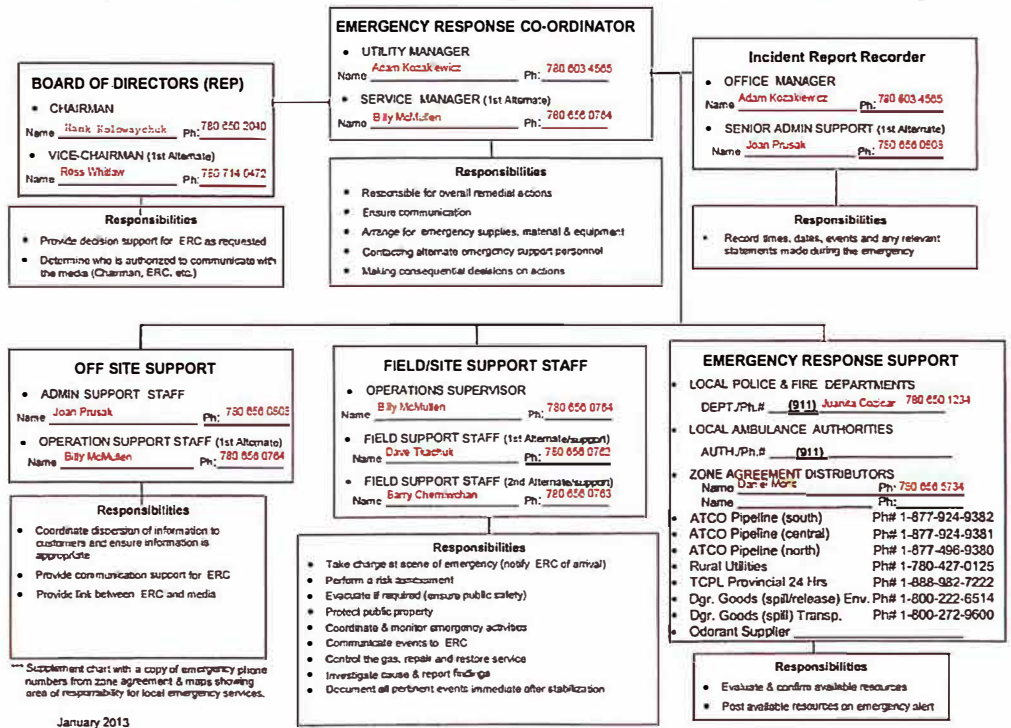 EMERGENCY RESPONSE CO-ORDINATOR
• UTILITY MANAGER
Name Adam Kozakiewicz Ph: 780 603 4565
• SERVICE MANAGER (1st Alternate)
Name Billy McMullen Ph: 780 656 0764
BOARD OF DIRECTORS (REP)
• CHAIRMAN
Name Hank Holowaychuk Ph: 780 650 2040
• VICE-CHAIRMAN (1st Alternate)
Name Ross Whitlaw Ph: 780 714 0472
Incident Report Recorder
• OFFICE MANAGER
Name Adam Kozakiewicz Ph: 780 603 4565
• SENIOR ADMIN SUPPORT (1st Alternate)
Name Joan Prusak Ph: 780 656 0503
Responsibilities
• Provide decision support for ERC as requested
• Determine who is authorized to communicate with
the media (Chairman, ERC, etc.)
Responsibilities
• Responsible for overall remedial actions
• Ensure communication
• Arrange for emergency supplies, material & equipment
• Contacting alternate emergency support personnel
• Making consequential decisions on actions
Responsibilities
• Record times, dates, events and any relevant
statements made during the emergency
OFF SITE SUPPORT
• ADMIN SUPPORT STAFF
Name Joan Prusak Ph: 780 656 0503
• OPERATION SUPPORT STAFF (1st Alternate)
Name Billy McMullen Ph: 780 656 0764
Responsibilities
• Coordinate dispersion of information to
customers and ensure information is
appropriate
• Provide communication support for ERC
• Provide link between ERC and media
*** Supplement chart with a copy of emergency phone
numbers from zone agreement & maps showing
area of responsibility for local emergency services.
January 2013
FIELD/SITE SUPPORT STAFF
• OPERATIONS SUPERVISOR
Name Billy McMullen Ph: 780 656 0764
• FIELD SUPPORT STAFF (1st Alternate/support)
Name Dave Tkachuk Ph: 780 656 0762
• FIELD SUPPORT STAFF (2nd Alternate/support)
Name Barry Cherniwchan Ph: 780 656 0763
Responsibilities
• Take charge at scene of emergency (notify ERC of arrival)
• Perform a risk assessment
• Evacuate if required (ensure public safety)
• Protect public property
• Coordinate & monitor emergency activities
• Communicate events to ERC
• Control the gas, repair and restore service
• Investigate cause & report findings
• Document all pertinent events immediate after stabilization
EMERGENCY RESPONSE SUPPORT
• LOCAL POLICE & FIRE DEPARTMENTS
DEPT./Ph.# (911) Juanita 780 650 1234
• LOCAL AMBULANCE AUTHORITIES
AUTH./Ph.# (911)
• ZONE AGREEMENT DISTRIBUTORS
Name Daniel Ph: 780 656 5734
Name Ph:
• ATCO Pipeline (south) Ph# 1-877-924-9382
• ATCO Pipeline (central) Ph# 1-877-924-9381
• ATCO Pipeline (north) Ph# 1-877-496-9380
• Rural Utilities Ph# 1-780-427-0125
• TCPL Provincial 24 Hrs Ph# 1-888-982-7222
• Dgr. Goods (spill/release) Env. Ph# 1-800-222-6514
• Dgr. Goods (spill) Transp. Ph# 1-800-272-9600
• Odorant Supplier
Responsibilities
• Evaluate & confirm available resources
• Post available resources on emergency alert